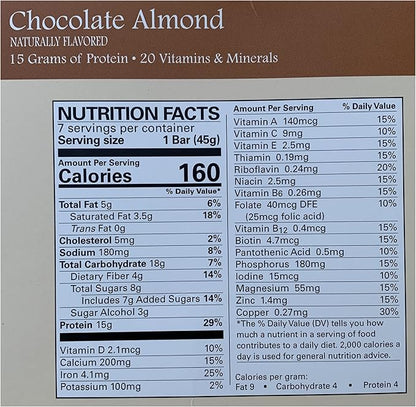 Chocolate Almond
NATURALLY FLAVORED
15 Grams of Protein • 20 Vitamins & Minerals
NUTRITION FACTS
7 servings per container
Serving size 1 Bar (45g)
Amount Per Serving
Calories 160
% Daily Value*
Total Fat 5g 6%
Saturated Fat 3.5g 18%
Trans Fat 0g
Cholesterol 5mg 2%
Sodium 180mg 8%
Total Carbohydrate 18g 7%
Dietary Fiber 4g 14%
Total Sugars 8g
Includes 7g Added Sugars 14%
Sugar Alcohol 3g
Protein 15g 29%
Vitamin D 2.1mcg 10%
Calcium 200mg 15%
Iron 4.1mg 25%
Potassium 100mg 2%
Amount Per Serving % Daily Value
Vitamin A 140mcg 15%
Vitamin C 9mg 10%
Vitamin E 2.5mg 15%
Thiamin 0.19mg 15%
Riboflavin 0.24mg 20%
Niacin 2.5mg 15%
Vitamin B6 0.26mg 15%
Folate 40mcg DFE 10%
(25mcg folic acid)
Vitamin B12 0.4mcg 15%
Biotin 4.7mcg 15%
Pantothenic Acid 0.5mg 10%
Phosphorus 180mg 15%
Iodine 15mcg 10%
Magnesium 55mg 15%
Zinc 1.4mg 15%
Copper 0.27mg 30%
*The % Daily Value (DV) tells you how
much a nutrient in a serving of food
contributes to a daily diet. 2,000 calories a
day is used for general nutrition advice.
Calories per gram:
Fat 9 • Carbohydrate 4 • Protein 4